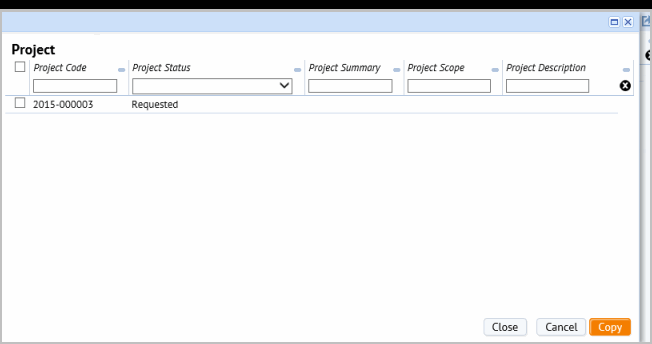 Project
Project Code Project Status Project Summary Project Scope Project Description
2015-000003 Requested
Close Cancel Copy